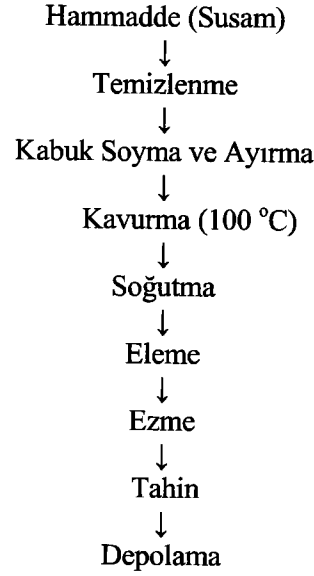 Hammadde (Susam)
↓
Temizlenme
↓
Kabuk Soyma ve Ayırma
↓
Kavurma (100 °C)
↓
Soğutma
↓
Eleme
↓
Ezme
↓
Tahin
↓
Depolama